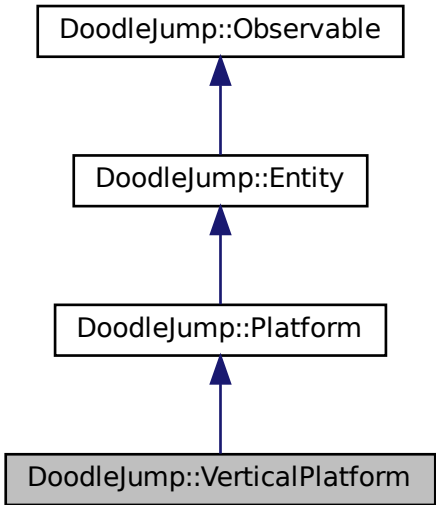 DoodleJump::Observable
DoodleJump::Entity
DoodleJump::Platform
DoodleJump::VerticalPlatform